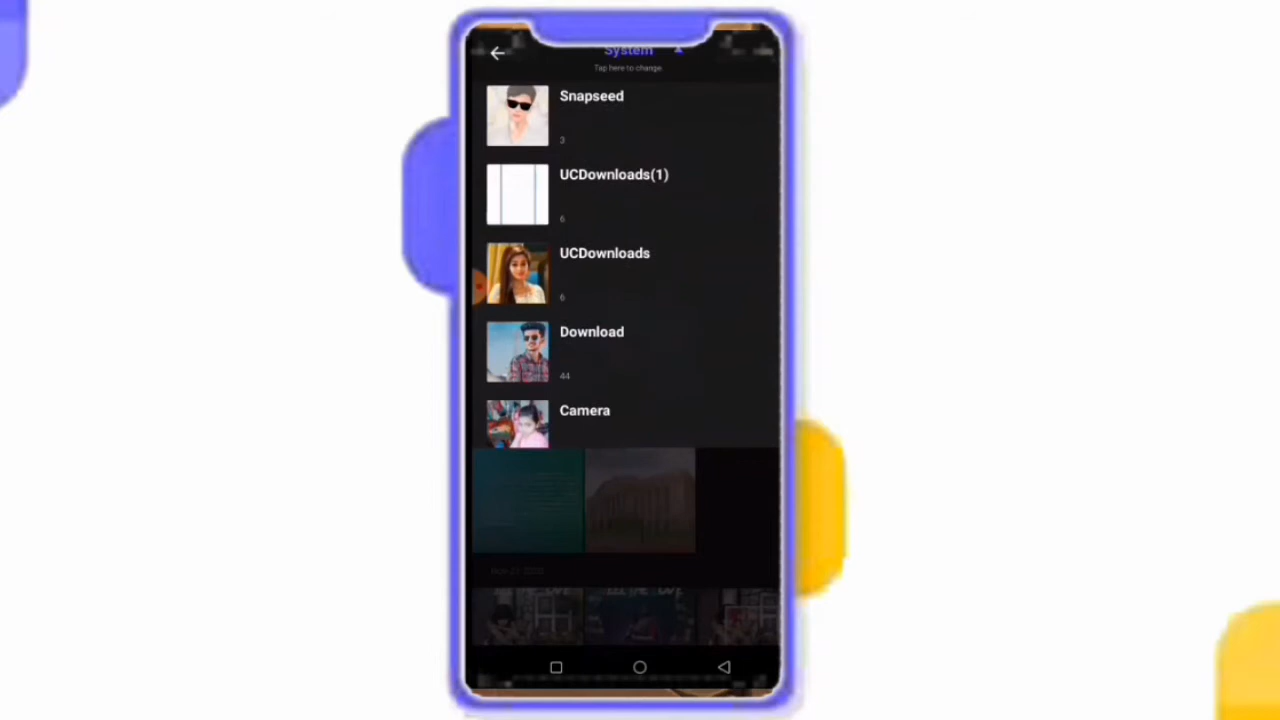 System
Tap here to change.
Snapseed
3
UCDownloads(1)
6
UCDownloads
6
Download
44
Camera